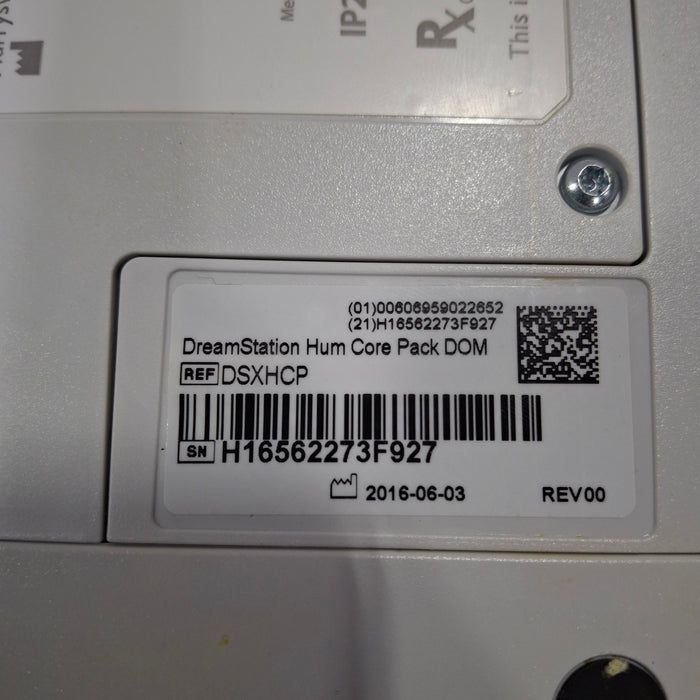 IP2
Rx
This i
(01)00606959022652
(21)H16562273F927
DreamStation Hum Core Pack DOM
REF DSXHCP
SN H16562273F927
2016-06-03 REV00